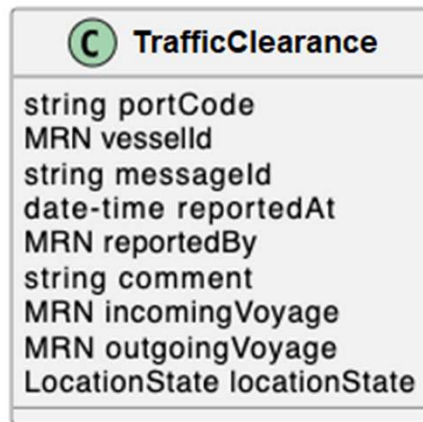 C TrafficClearance
string portCode
MRN vesselId
string messageId
date-time reportedAt
MRN reportedBy
string comment
MRN incomingVoyage
MRN outgoingVoyage
LocationState locationState